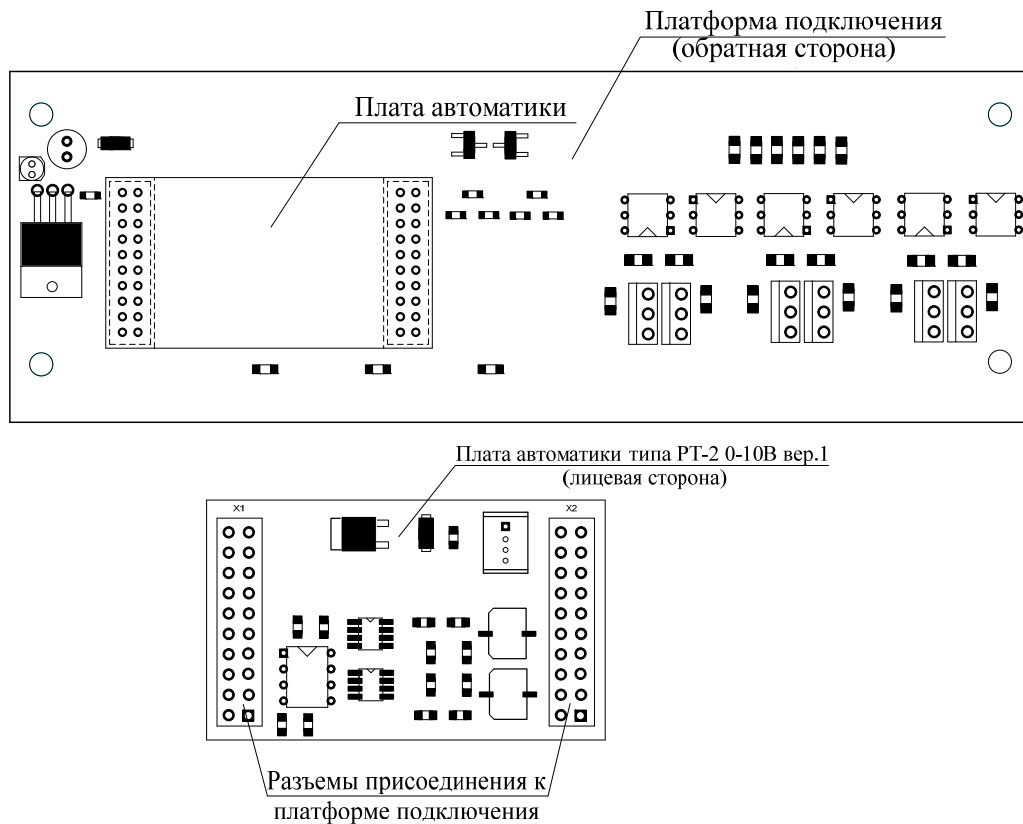 Платформа подключения
(обратная сторона)
Плата автоматики
Плата автоматики типа РТ-2 0-10В вер.1
(лицевая сторона)
X1
X2
Разъемы присоединения к
платформе подключения